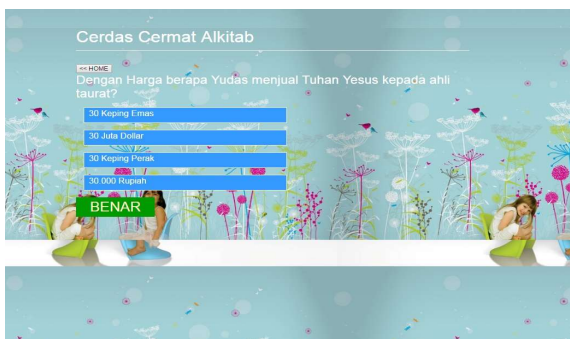 Cerdas Cermat Alkitab
<< HOME
Dengan Harga berapa Yudas menjual Tuhan Yesus kepada ahli
taurat?
30 Keping Emas
30 Juta Dollar
30 Keping Perak
30.000 Rupiah
BENAR